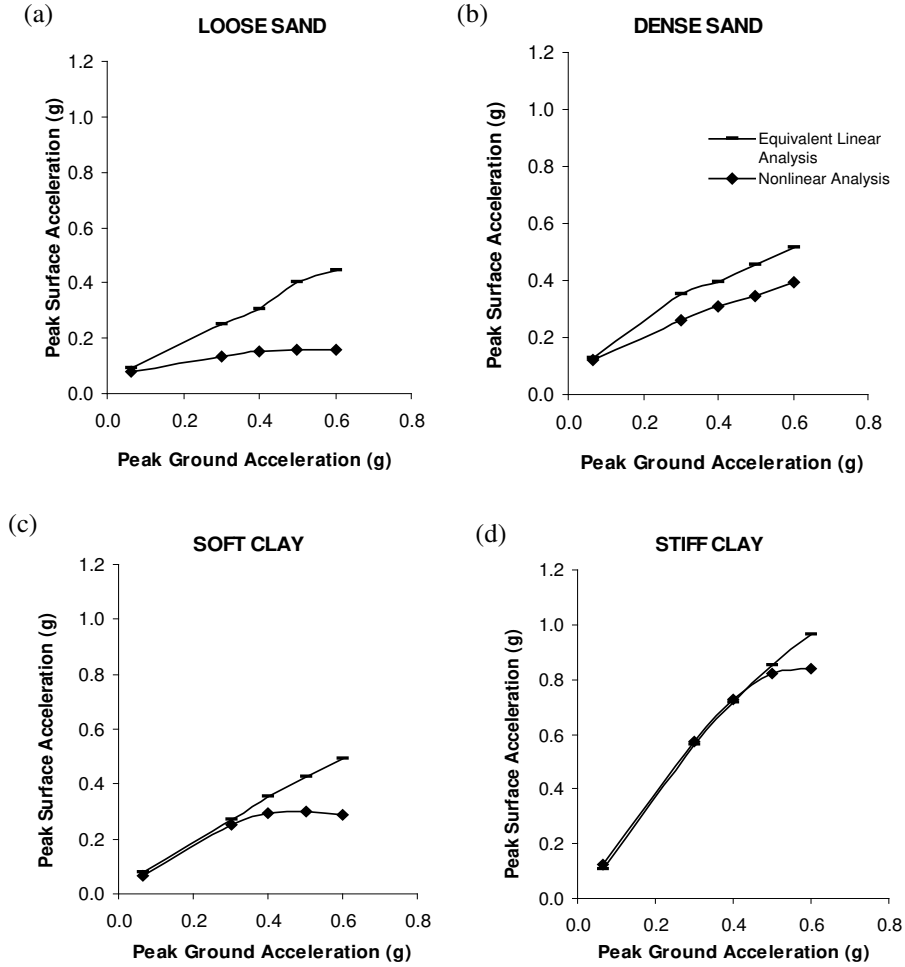 (a)
LOOSE SAND
Peak Surface Acceleration (g)
1.2
1.0
0.8
0.6
0.4
0.2
0.0
0.0 0.2 0.4 0.6 0.8
Peak Ground Acceleration (g)
(b)
DENSE SAND
Peak Surface Acceleration (g)
1.2
1.0
0.8
0.6
0.4
0.2
0.0
Equivalent Linear
Analysis
Nonlinear Analysis
0.0 0.2 0.4 0.6 0.8
Peak Ground Acceleration (g)
(c)
SOFT CLAY
Peak Surface Acceleration (g)
1.2
1.0
0.8
0.6
0.4
0.2
0.0
0.0 0.2 0.4 0.6 0.8
Peak Ground Acceleration (g)
(d)
STIFF CLAY
Peak Surface Acceleration (g)
1.2
1.0
0.8
0.6
0.4
0.2
0.0
0.0 0.2 0.4 0.6 0.8
Peak Ground Acceleration (g)